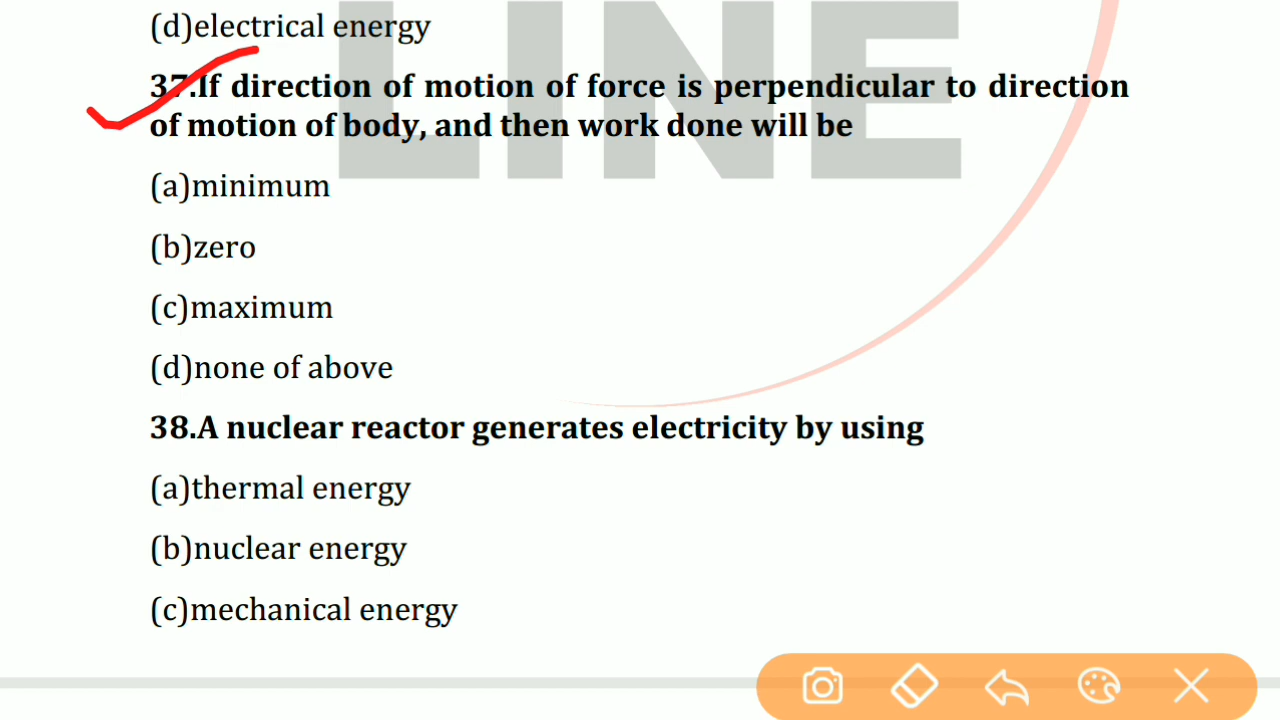 (d)electrical energy
LINE
37.If direction of motion of force is perpendicular to direction
of motion of body, and then work done will be
(a)minimum
(b)zero
(c)maximum
(d)none of above
38.A nuclear reactor generates electricity by using
(a)thermal energy
(b)nuclear energy
(c)mechanical energy